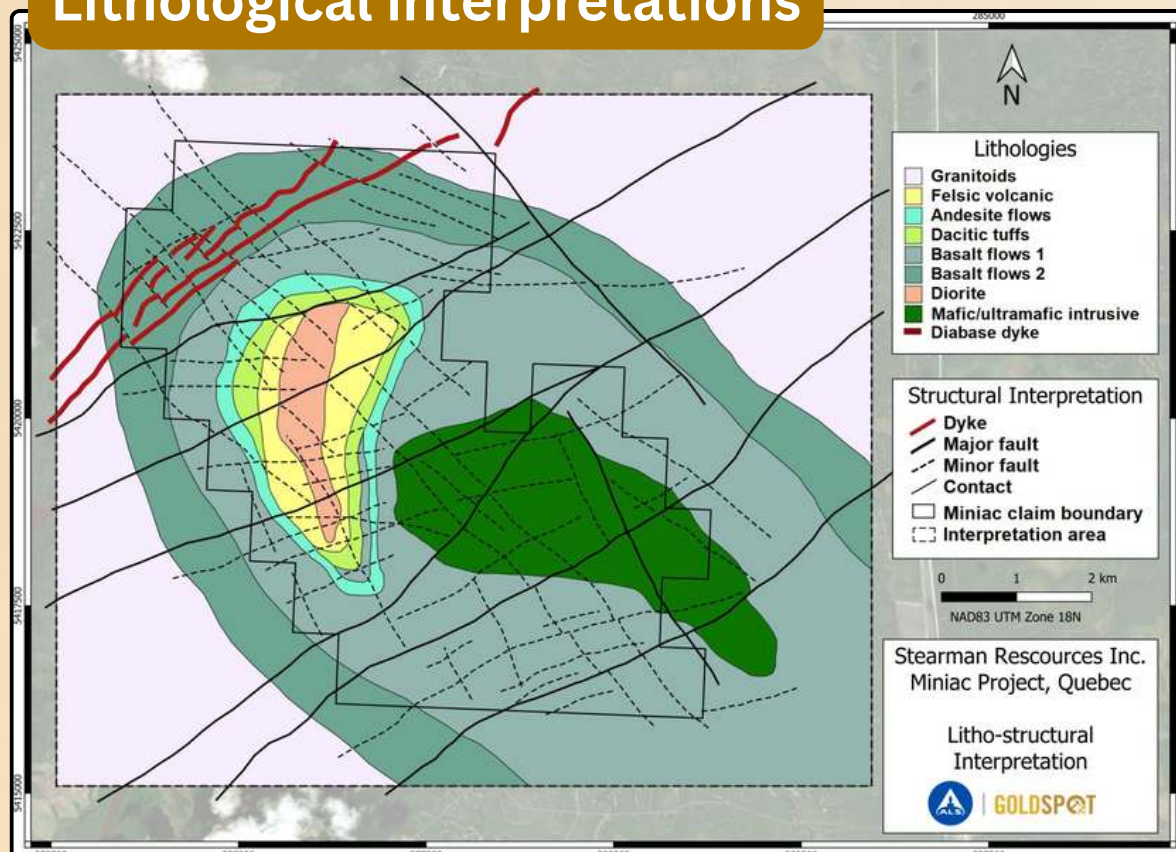 Lithological Interpretations
285000
5425000
5422500
5420000
5417500
5415000
N
Lithologies
Granitoids
Felsic volcanic
Andesite flows
Dacitic tuffs
Basalt flows 1
Basalt flows 2
Diorite
Mafic/ultramafic intrusive
Diabase dyke
Structural Interpretation
Dyke
Major fault
Minor fault
Contact
Miniac claim boundary
Interpretation area
0 1 2 km
NAD83 UTM Zone 18N
Stearman Rescources Inc.
Miniac Project, Quebec
Litho-structural
Interpretation
ALS | GOLDSPOT